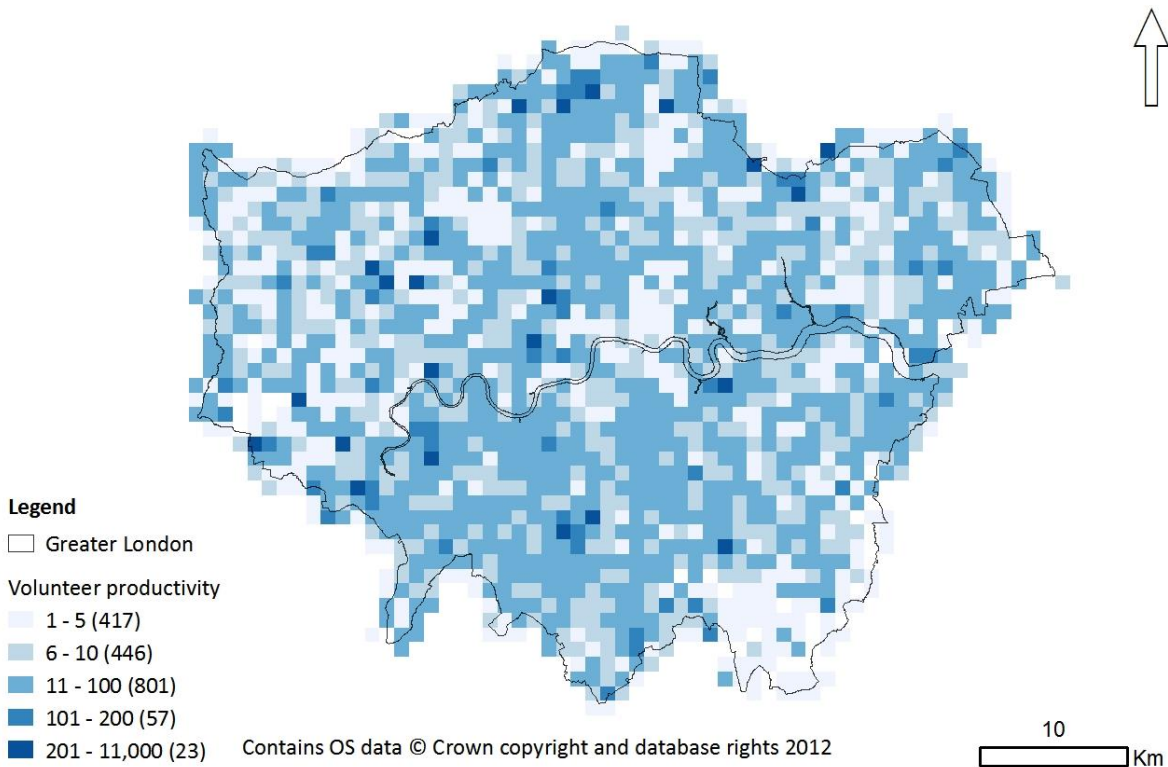 Legend
Greater London
Volunteer productivity
1 - 5 (417)
6 - 10 (446)
11 - 100 (801)
101 - 200 (57)
201 - 11,000 (23)
Contains OS data © Crown copyright and database rights 2012
10
Km